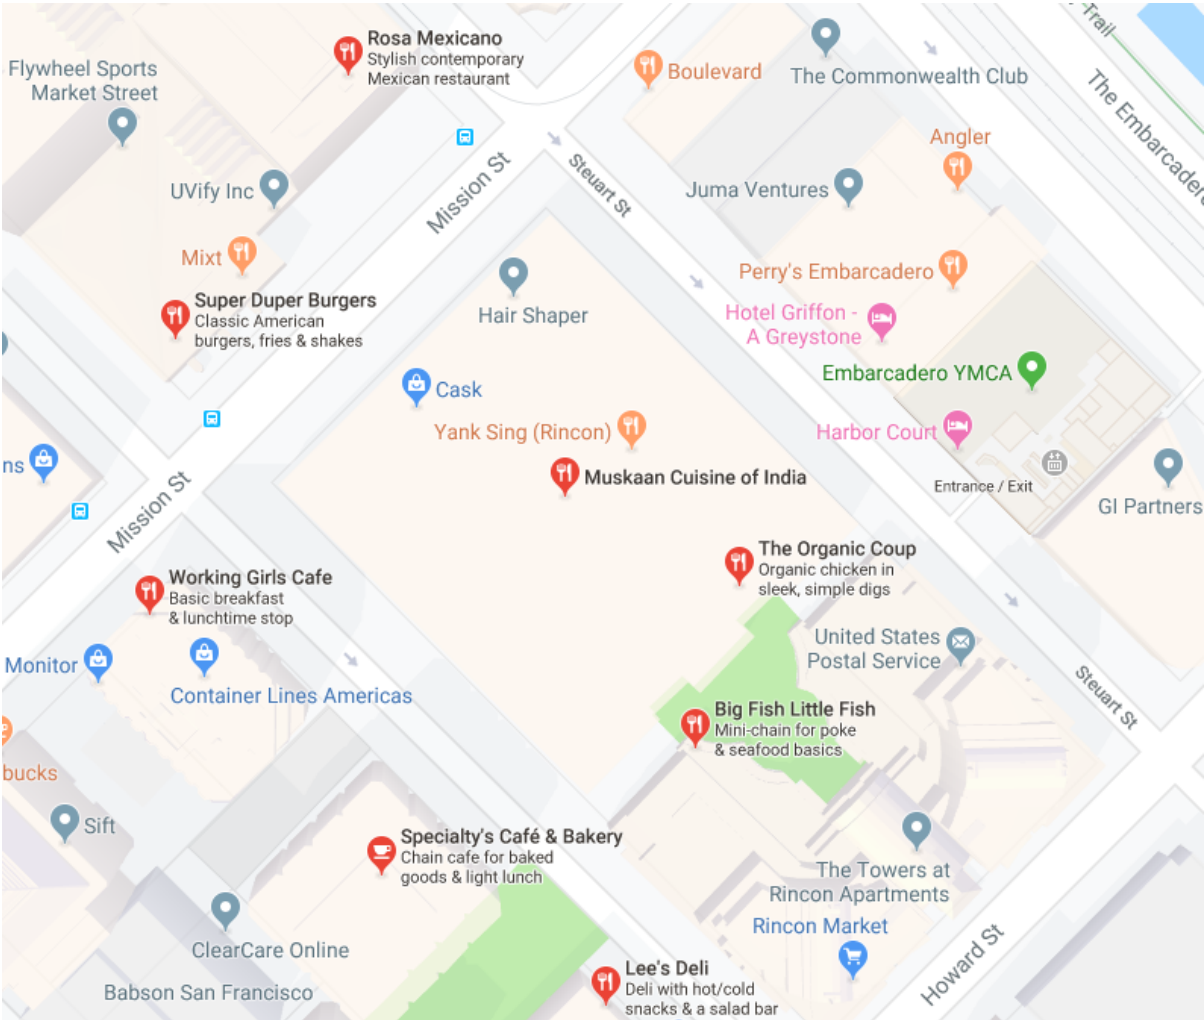 Rosa Mexicano
Stylish contemporary
Mexican restaurant
Flywheel Sports
Market Street
Boulevard
The Commonwealth Club
Trail
The Embarcadero
Angler
Mission St
Steuart St
UVify Inc
Juma Ventures
Mixt
Perry's Embarcadero
Super Duper Burgers
Classic American
burgers, fries & shakes
Hair Shaper
Hotel Griffon -
A Greystone
Embarcadero YMCA
Cask
Yank Sing (Rincon)
Harbor Court
ns
Muskaan Cuisine of India
Entrance / Exit
GI Partners
Mission St
The Organic Coup
Organic chicken in
sleek, simple digs
Working Girls Cafe
Basic breakfast
& lunchtime stop
United States
Postal Service
Monitor
Container Lines Americas
Steuart St
Big Fish Little Fish
Mini-chain for poke
& seafood basics
bucks
Sift
Specialty's Café & Bakery
Chain cafe for baked
goods & light lunch
The Towers at
Rincon Apartments
Rincon Market
ClearCare Online
Howard St
Lee's Deli
Deli with hot/cold
snacks & a salad bar
Babson San Francisco